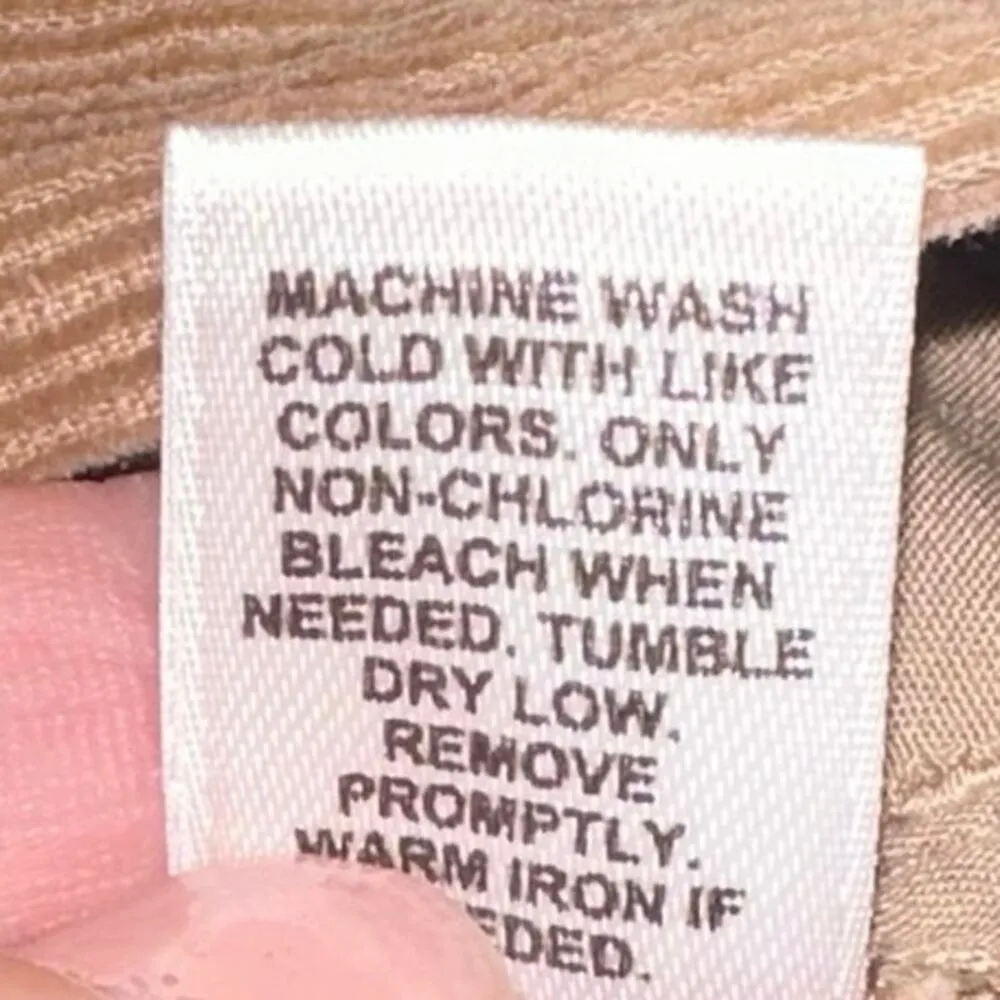 MACHINE WASH
COLD WITH LIKE
COLORS. ONLY
NON-CHLORINE
BLEACH WHEN
NEEDED. TUMBLE
DRY LOW.
REMOVE
PROMPTLY.
WARM IRON IF
EDED.